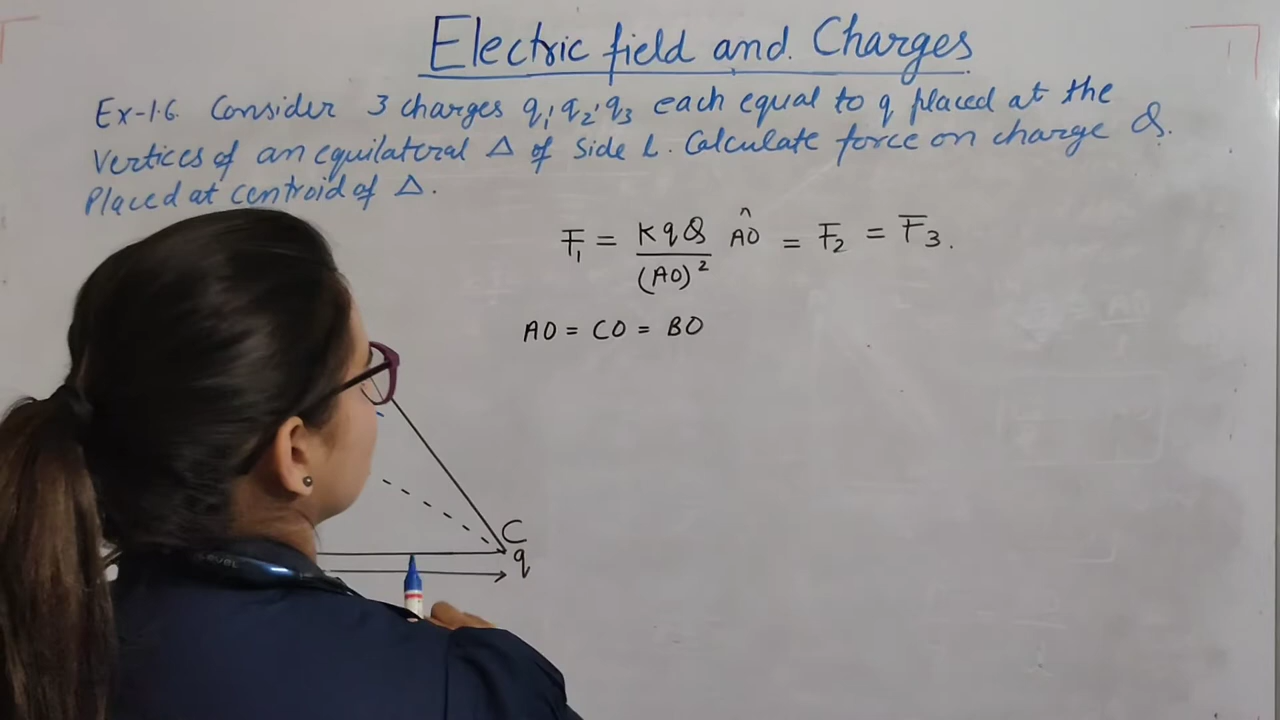 Electric field and Charges
Ex-1.6. Consider 3 charges q₁, q₂, q₃ each equal to q placed at the
Vertices of an equilateral Δ of Side L. Calculate force on charge Q.
Placed at centroid of Δ.
F₁ = KqQ/(AO)² AÔ = F₂ = F̅₃.
AO = CO = BO
C
q